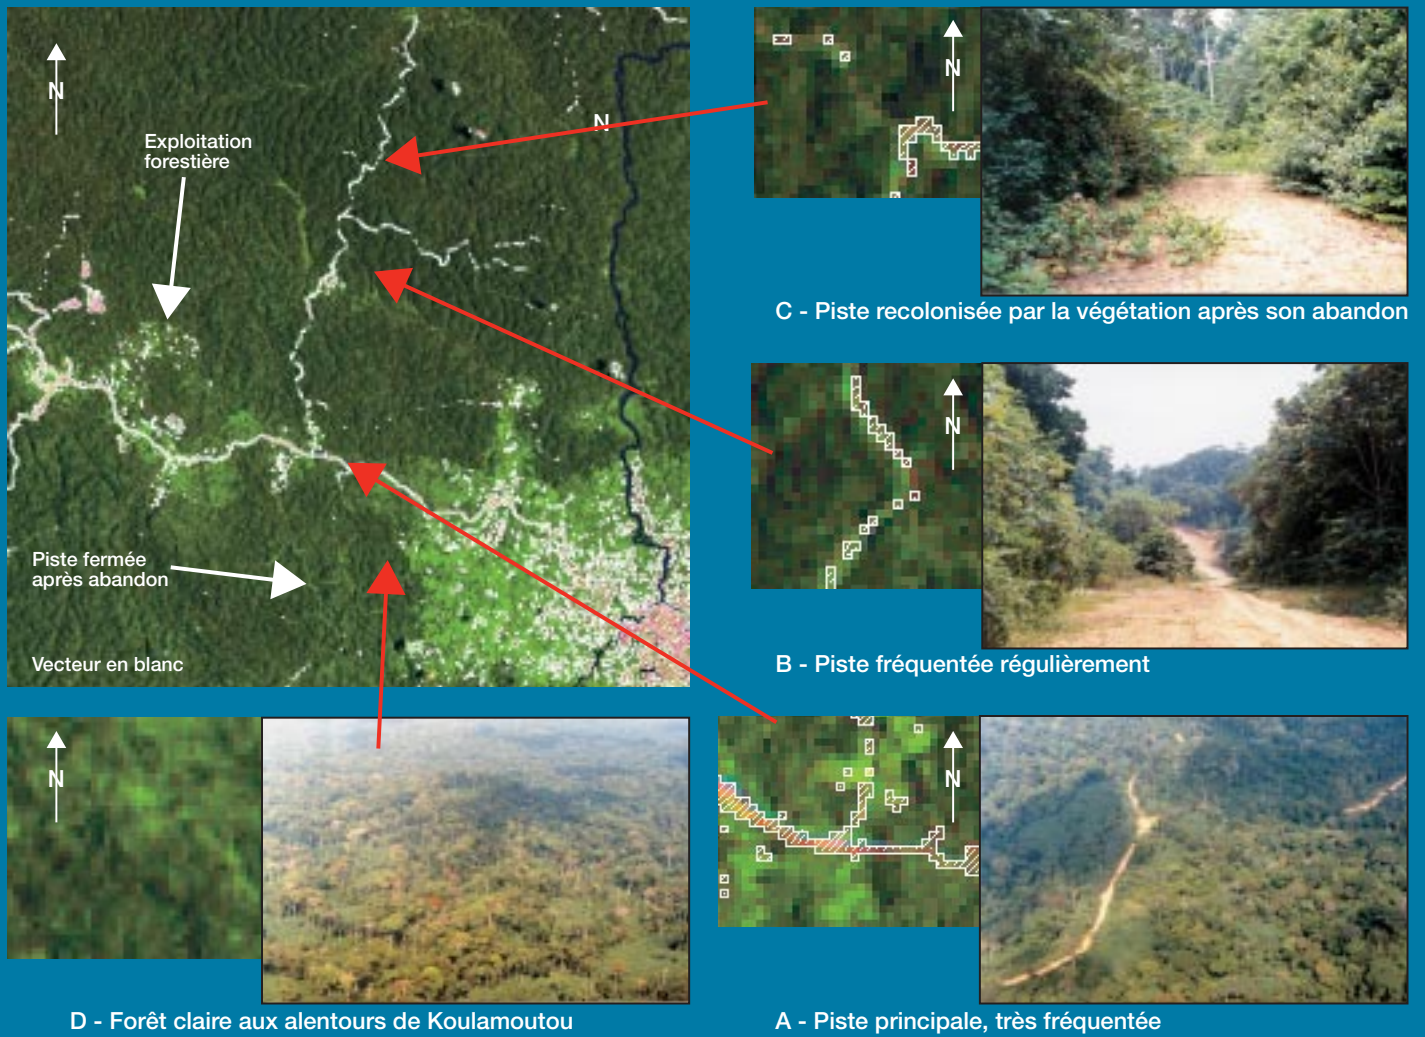 N
Exploitation
forestière
N
Piste fermée
après abandon
Vecteur en blanc
N
C - Piste recolonisée par la végétation après son abandon
N
B - Piste fréquentée régulièrement
N
D - Forêt claire aux alentours de Koulamoutou
N
A - Piste principale, très fréquentée